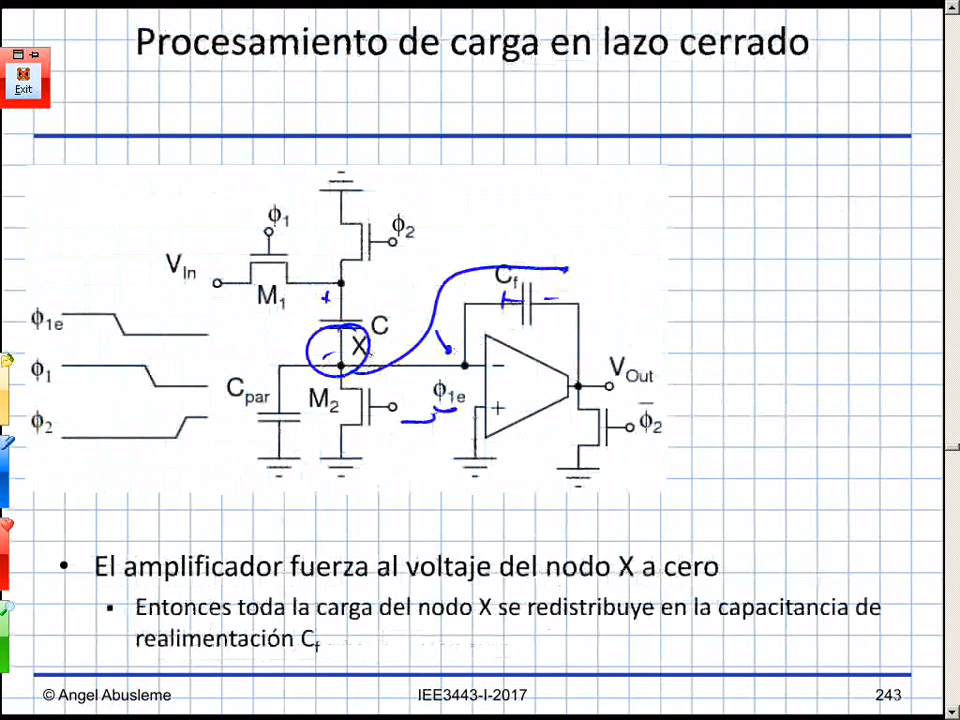 Procesamiento de carga en lazo cerrado
Exit
ϕ1
ϕ2
VIn
M1
Cf
ϕ1e
C
X
ϕ1
VOut
Cpar
M2
ϕ1e
ϕ2
ϕ̅2
• El amplificador fuerza al voltaje del nodo X a cero
▪ Entonces toda la carga del nodo X se redistribuye en la capacitancia de
realimentación Cf
© Angel Abusleme
IEE3443-I-2017
243